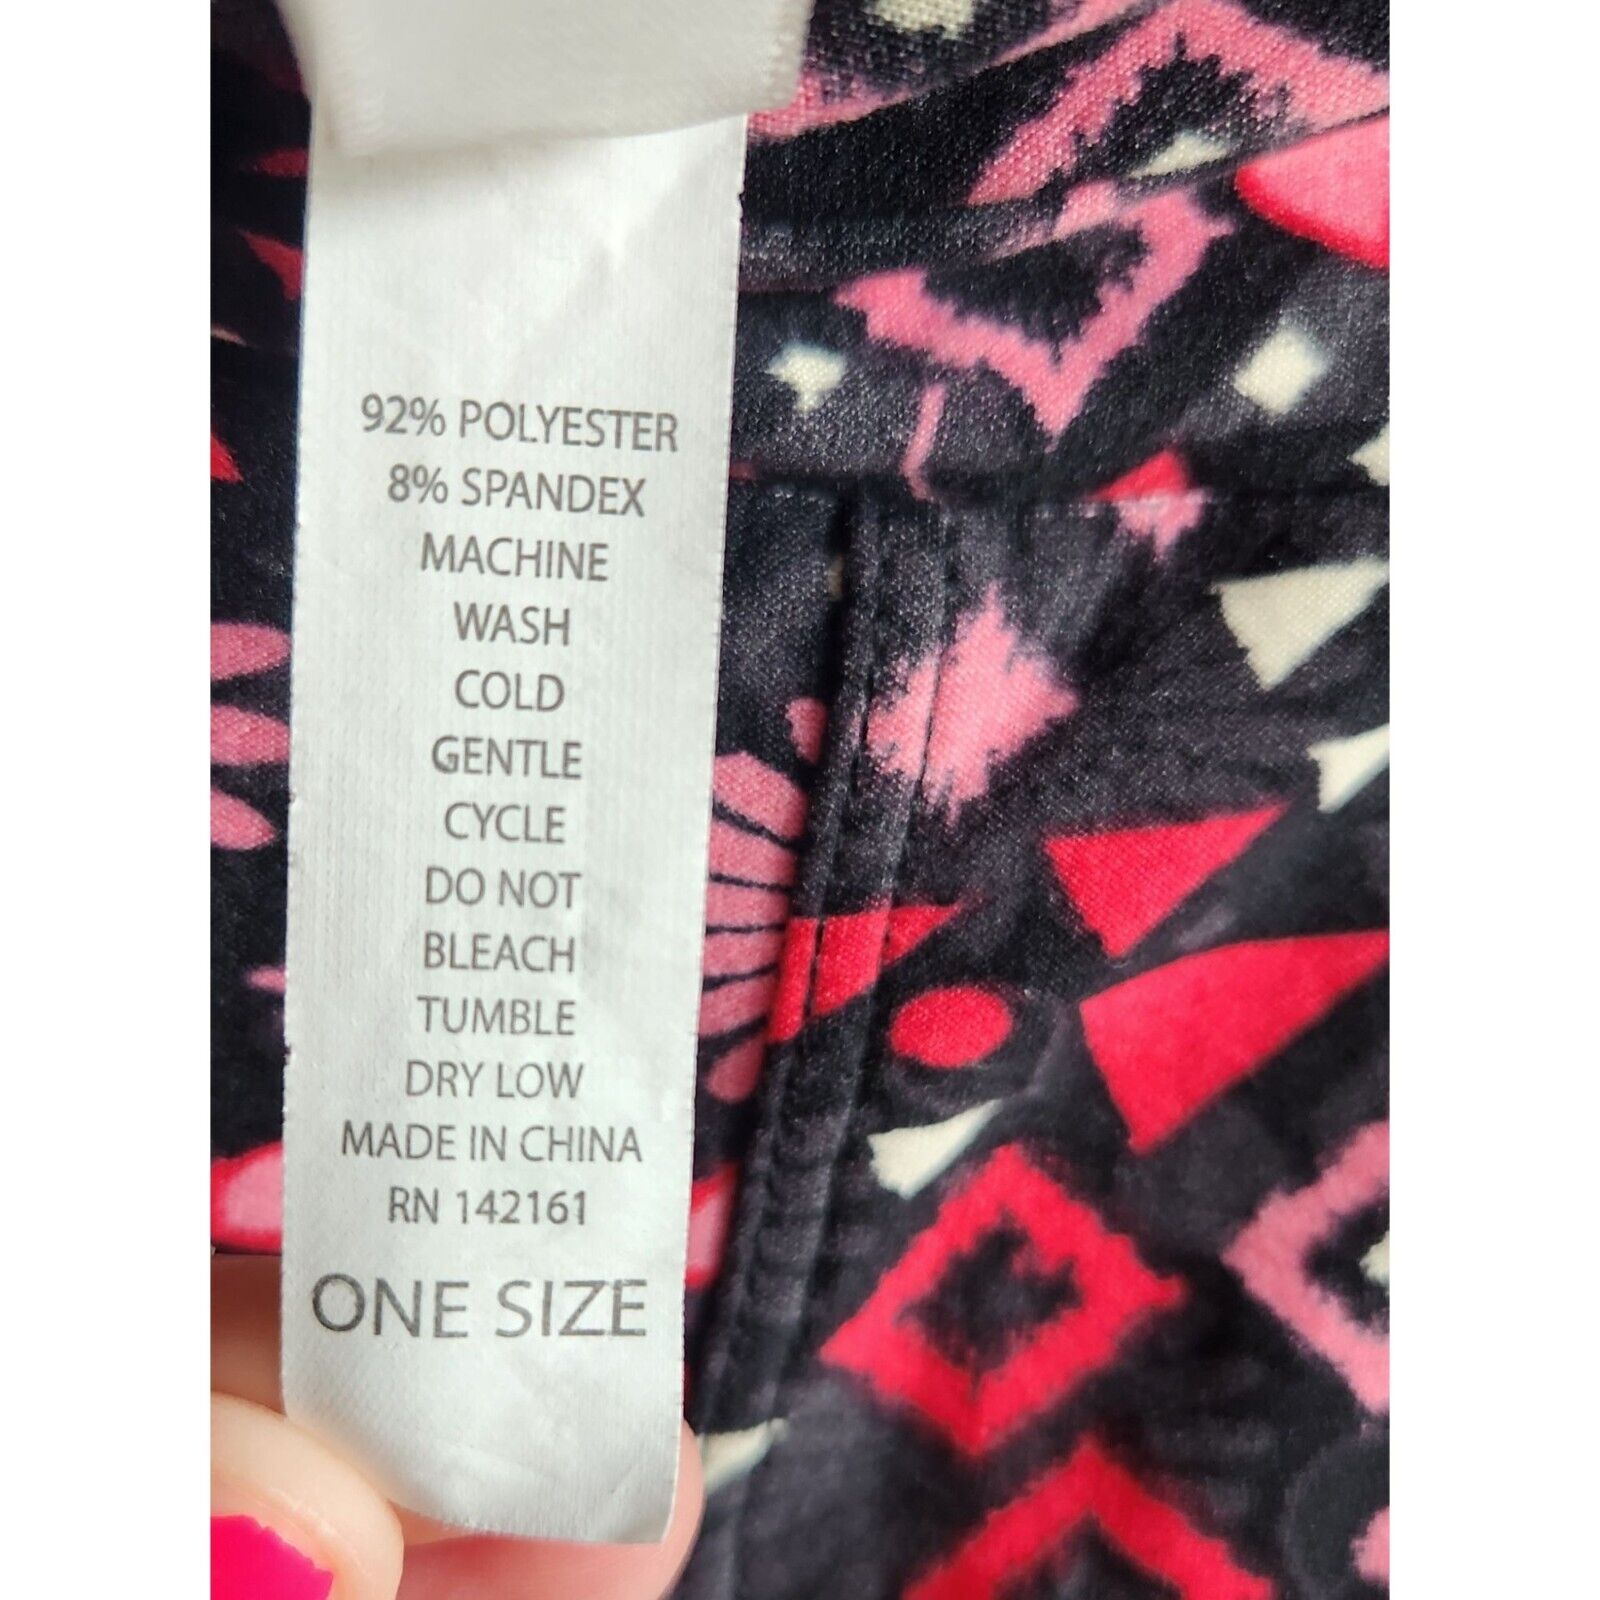 92% POLYESTER
8% SPANDEX
MACHINE
WASH
COLD
GENTLE
CYCLE
DO NOT
BLEACH
TUMBLE
DRY LOW
MADE IN CHINA
RN 142161
ONE SIZE